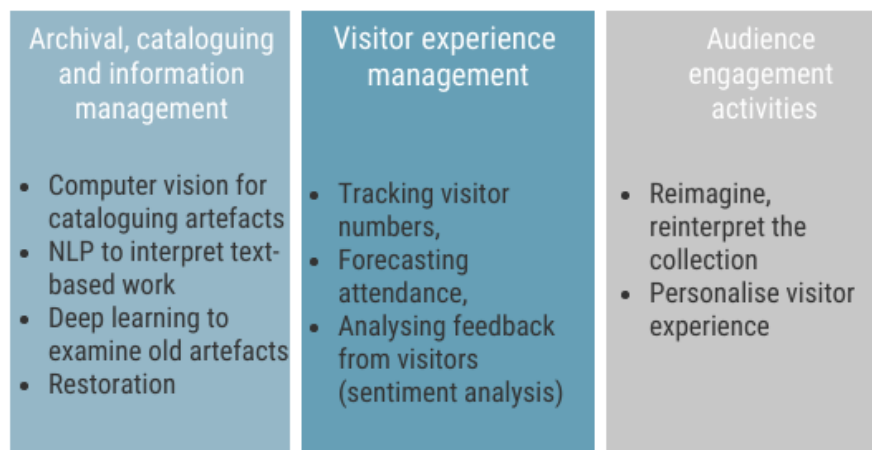 Archival, cataloguing
and information
management
• Computer vision for
cataloguing artefacts
• NLP to interpret text-
based work
• Deep learning to
examine old artefacts
• Restoration
Visitor experience
management
• Tracking visitor
numbers,
• Forecasting
attendance,
• Analysing feedback
from visitors
(sentiment analysis)
Audience
engagement
activities
• Reimagine,
reinterpret the
collection
• Personalise visitor
experience